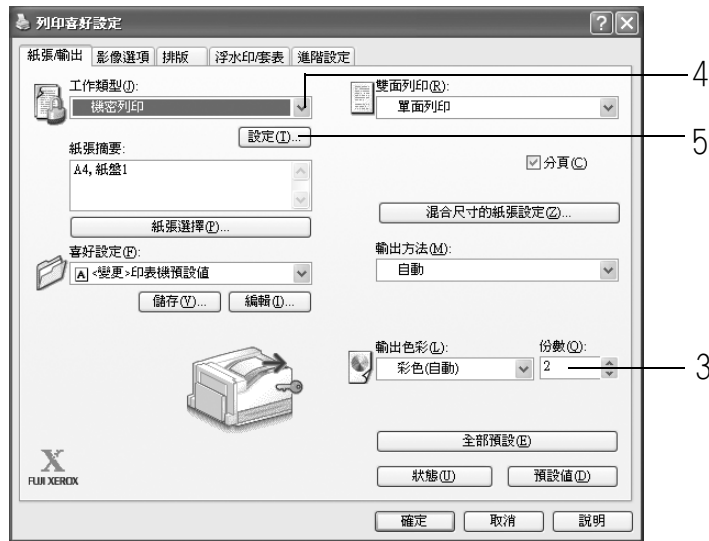 列印喜好設定
紙張/輸出 影像選項 排版 浮水印/套表 進階設定
工作類型(J):
機密列印
設定(T)...
紙張摘要:
A4, 紙盤1
紙張選擇(P)...
喜好設定(F):
A <變更>印表機預設值
儲存(V)... 編輯(I)...
雙面列印(R):
單面列印
分頁(C)
混合尺寸的紙張設定(Z)...
輸出方法(M):
自動
輸出色彩(L): 份數(O):
彩色(自動) 2
全部預設(E)
狀態(U) 預設值(D)
X
FUJI XEROX
確定 取消 說明
4
5
3